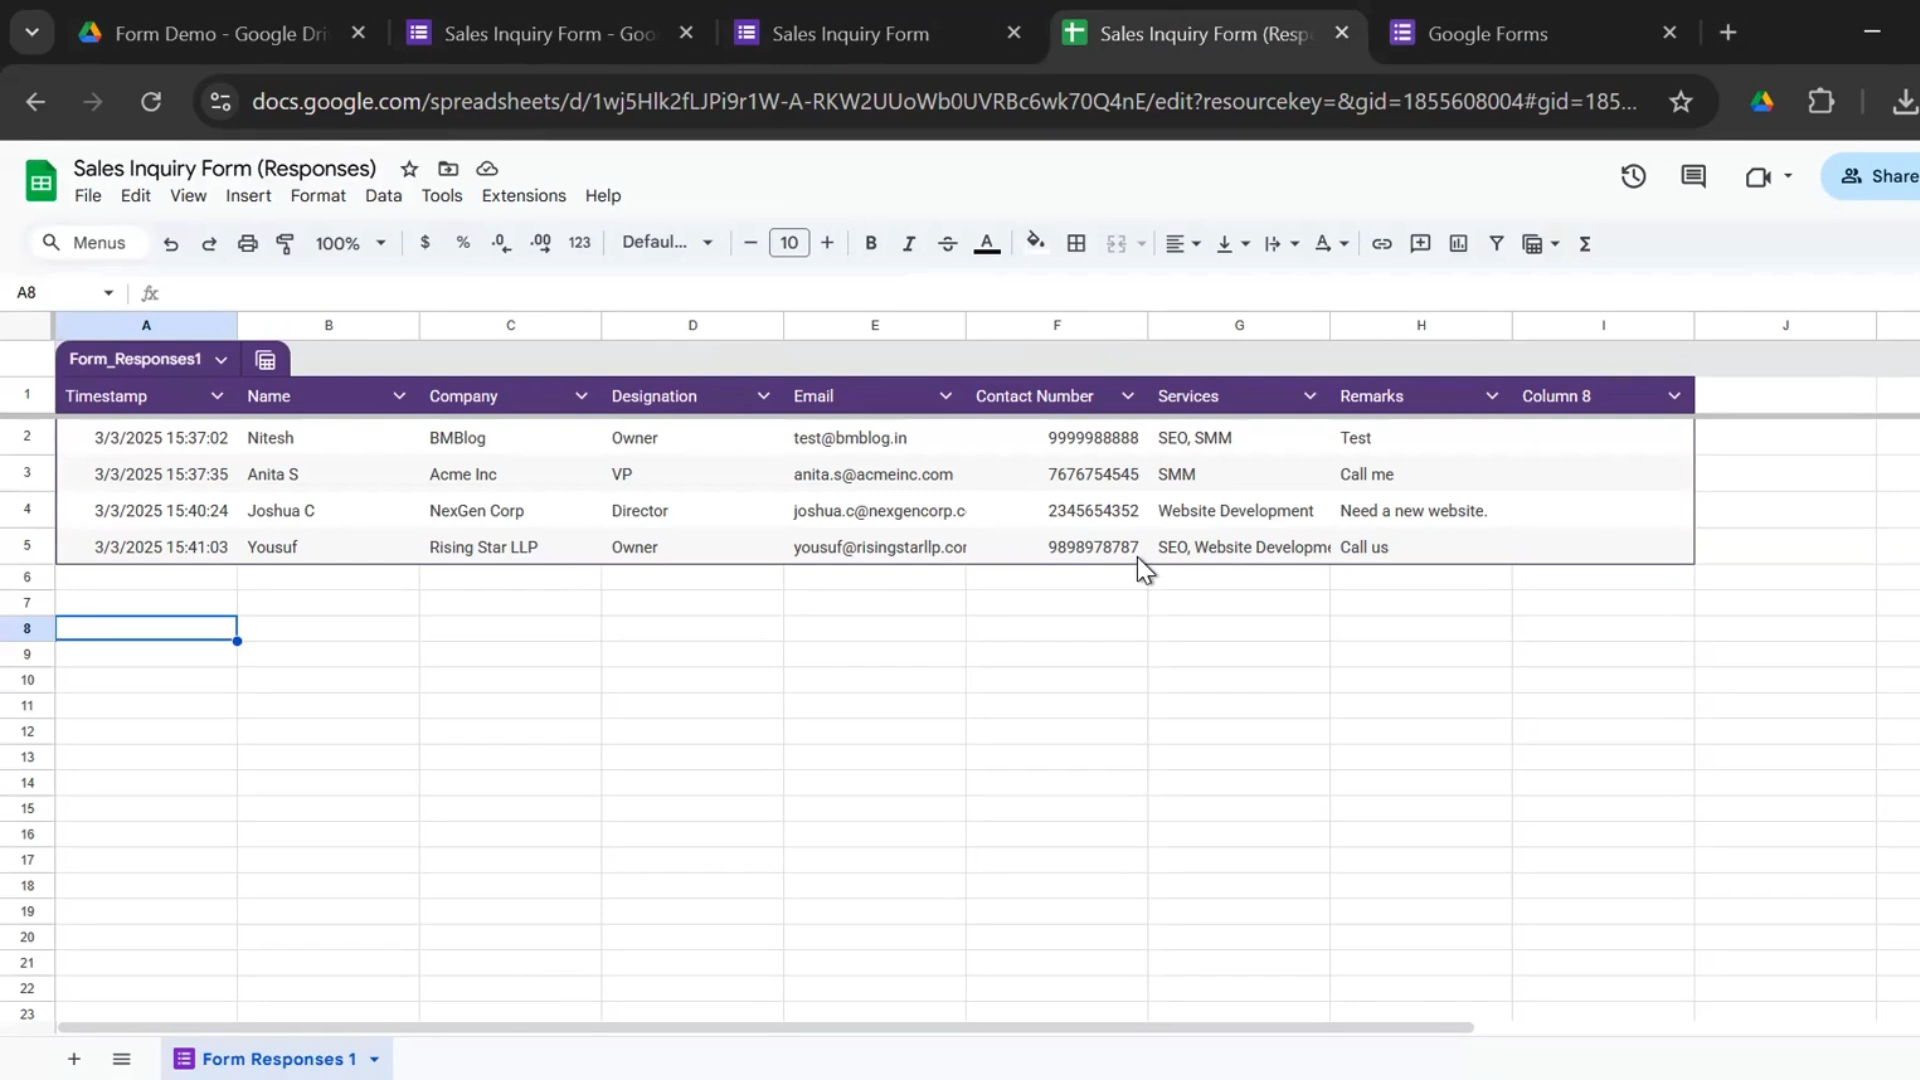 Form Demo - Google Dri
Sales Inquiry Form - Goo
Sales Inquiry Form
Sales Inquiry Form (Resp
Google Forms
docs.google.com/spreadsheets/d/1wj5Hlk2fLJPi9r1W-A-RKW2UUoWb0UVRBc6wk70Q4nE/edit?resourcekey=&gid=1855608004#gid=185...
Sales Inquiry Form (Responses)
Share
File Edit View Insert Format Data Tools Extensions Help
Menus 100% $ % .0 .00 123 Defaul... 10 B I S A Σ
A8 fx
A B C D E F G H I J
Form_Responses1
1 Timestamp Name Company Designation Email Contact Number Services Remarks Column 8
2 3/3/2025 15:37:02 Nitesh BMBlog Owner test@bmblog.in 9999988888 SEO, SMM Test
3 3/3/2025 15:37:35 Anita S Acme Inc VP anita.s@acmeinc.com 7676754545 SMM Call me
4 3/3/2025 15:40:24 Joshua C NexGen Corp Director joshua.c@nexgencorp.c 2345654352 Website Development Need a new website.
5 3/3/2025 15:41:03 Yousuf Rising Star LLP Owner yousuf@risingstarllp.cor 9898978787 SEO, Website Developme Call us
6
7
8
9
10
11
12
13
14
15
16
17
18
19
20
21
22
23
Form Responses 1